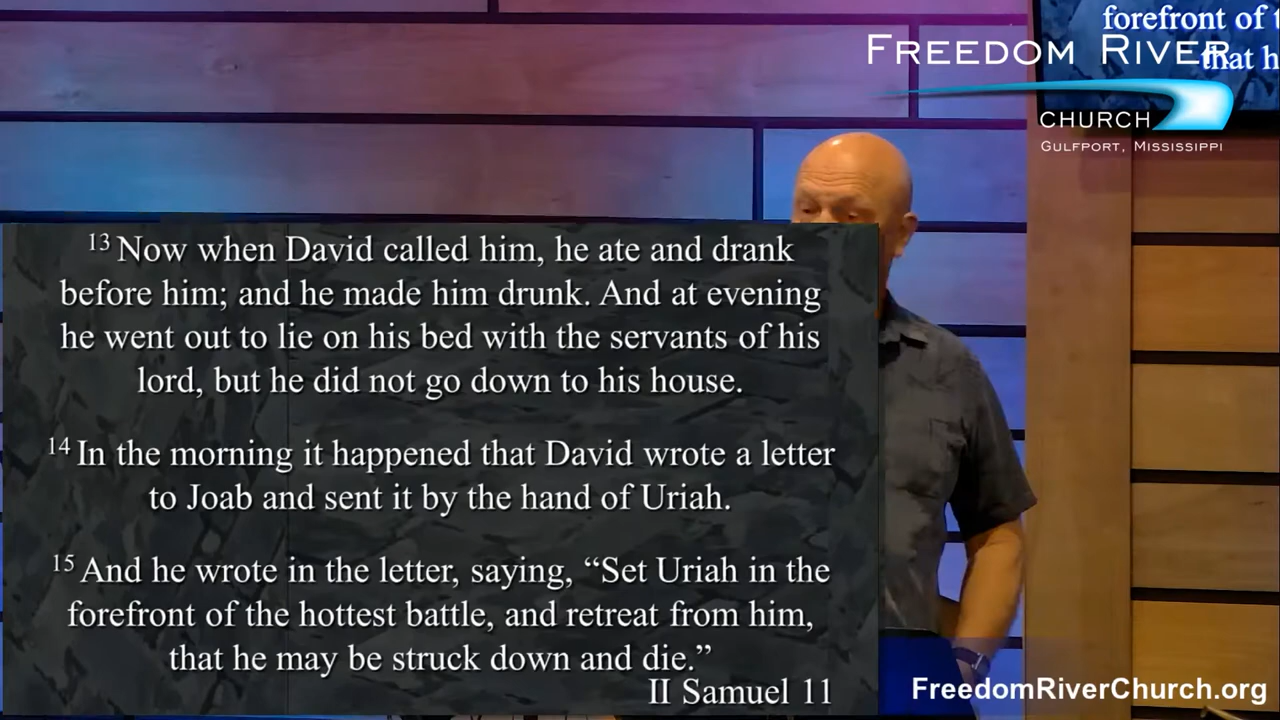 forefront of
that h
FREEDOM RIVER
CHURCH
GULFPORT, MISSISSIPPI
13 Now when David called him, he ate and drank
before him; and he made him drunk. And at evening
he went out to lie on his bed with the servants of his
lord, but he did not go down to his house.
14 In the morning it happened that David wrote a letter
to Joab and sent it by the hand of Uriah.
15 And he wrote in the letter, saying, “Set Uriah in the
forefront of the hottest battle, and retreat from him,
that he may be struck down and die.”
II Samuel 11
FreedomRiverChurch.org